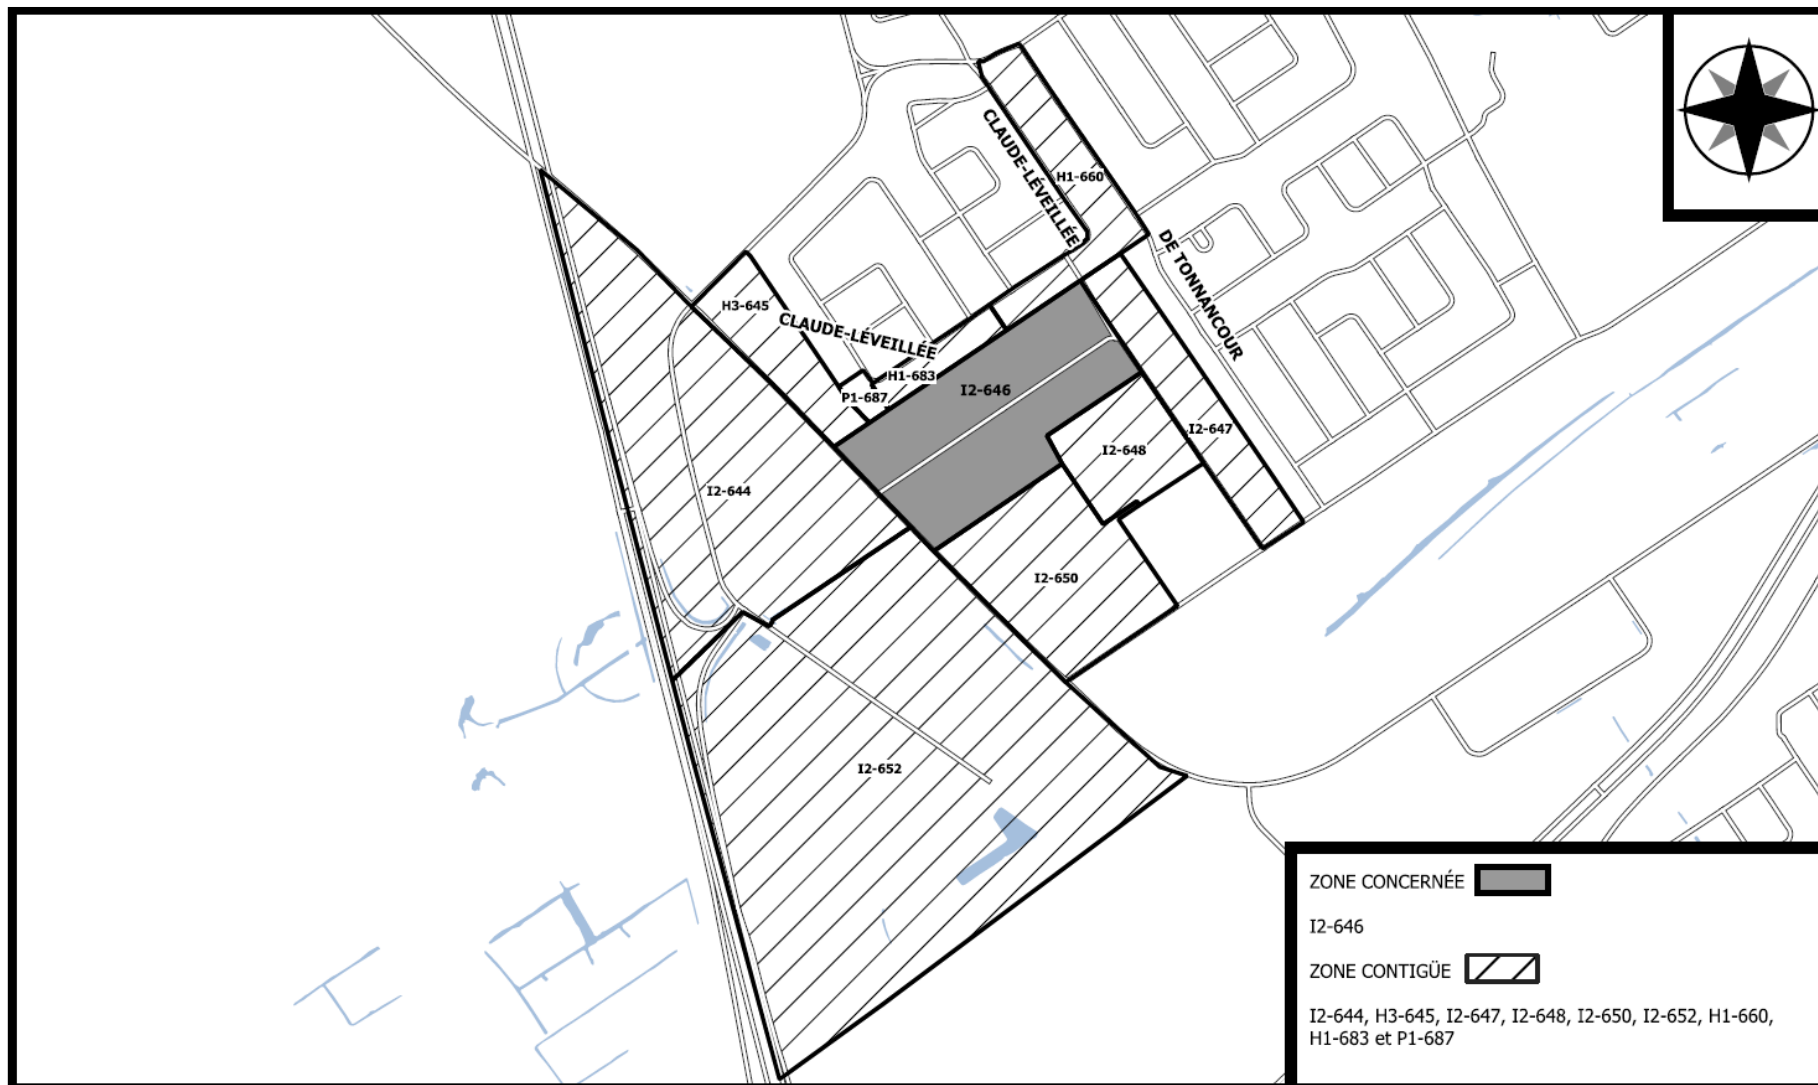 CLAUDE-LÉVEILLÉE
H1-660
DE TONNANCOUR
H3-645
CLAUDE-LÉVEILLÉE
H1-683
P1-687
I2-646
I2-647
I2-648
I2-644
I2-650
I2-652
ZONE CONCERNÉE
I2-646
ZONE CONTIGÜE
I2-644, H3-645, I2-647, I2-648, I2-650, I2-652, H1-660,
H1-683 et P1-687